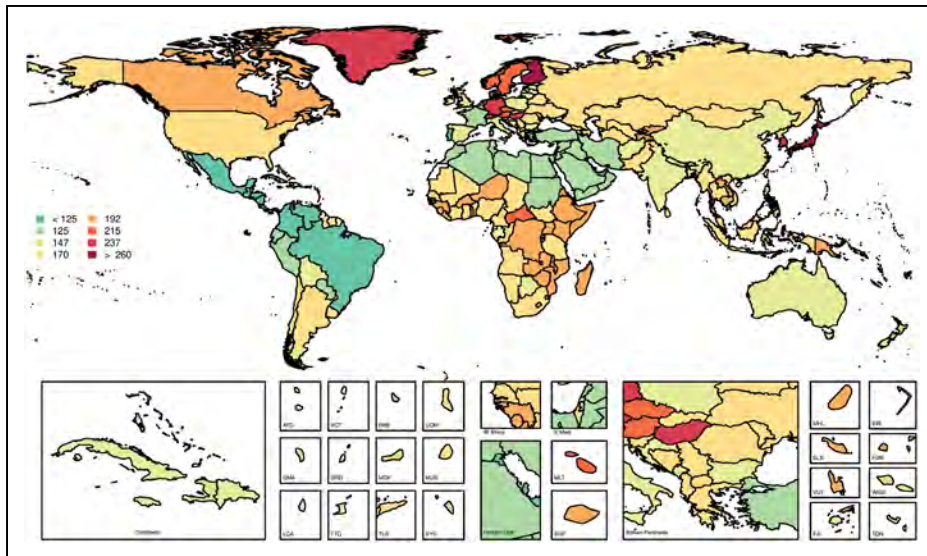 < 125 192
125 215
147 237
170 > 260
Caribbean
ATG VCT BRB COM
DMA GRD MDV MUS
LCA TTO TLS SYC
W Africa E Med.
Persian Gulf
MLT
SGP
Balkan Peninsula
MHL KIR
SLB FSM
VUT WSM
FJI TON